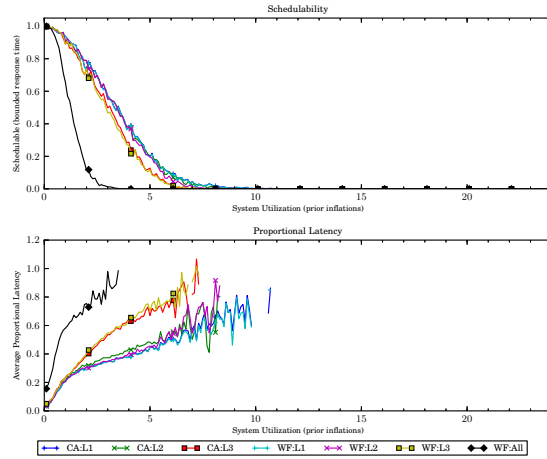 Schedulability
Schedulable (bounded response time)
1.0
0.8
0.6
0.4
0.2
0.0
0 5 10 15 20
System Utilization (prior inflations)
Proportional Latency
Average Proportional Latency
1.2
1.0
0.8
0.6
0.4
0.2
0.0
0 5 10 15 20
System Utilization (prior inflations)
CA:L1 CA:L2 CA:L3 WF:L1 WF:L2 WF:L3 WF:All